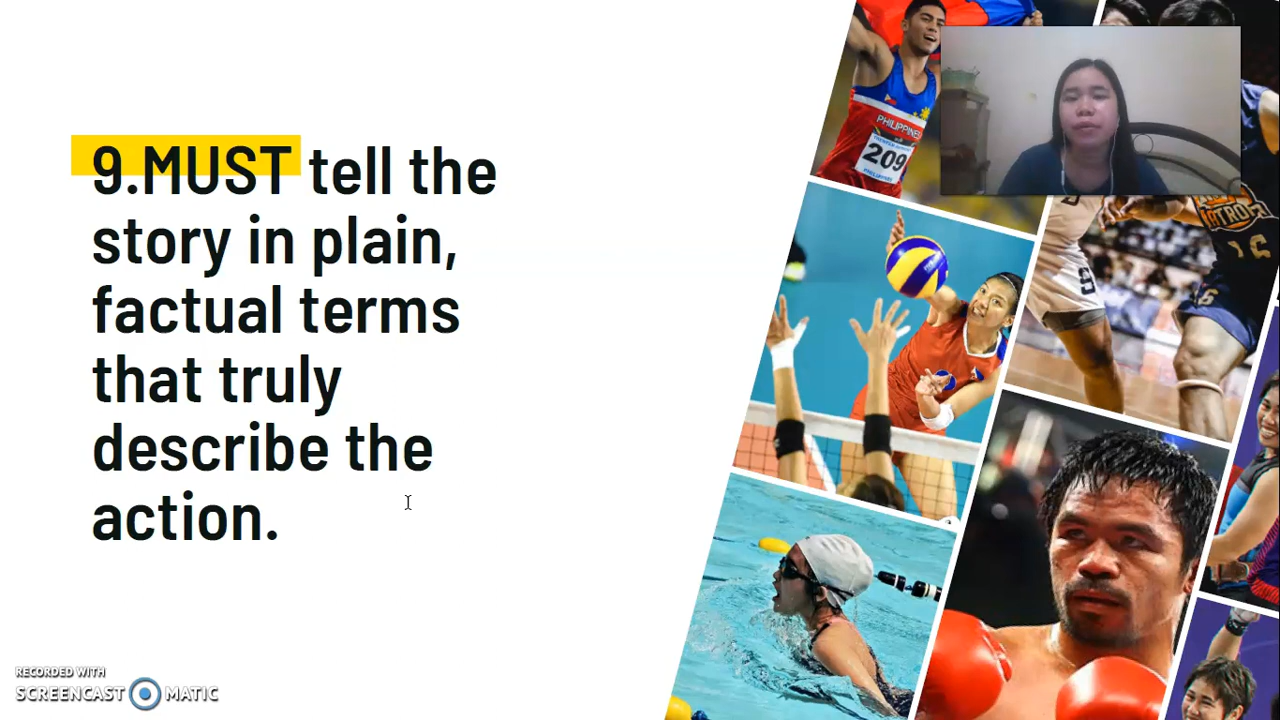 9.MUST tell the
story in plain,
factual terms
that truly
describe the
action.
PHILIPPINES
209
16
RECORDED WITH
SCREENCAST MATIC